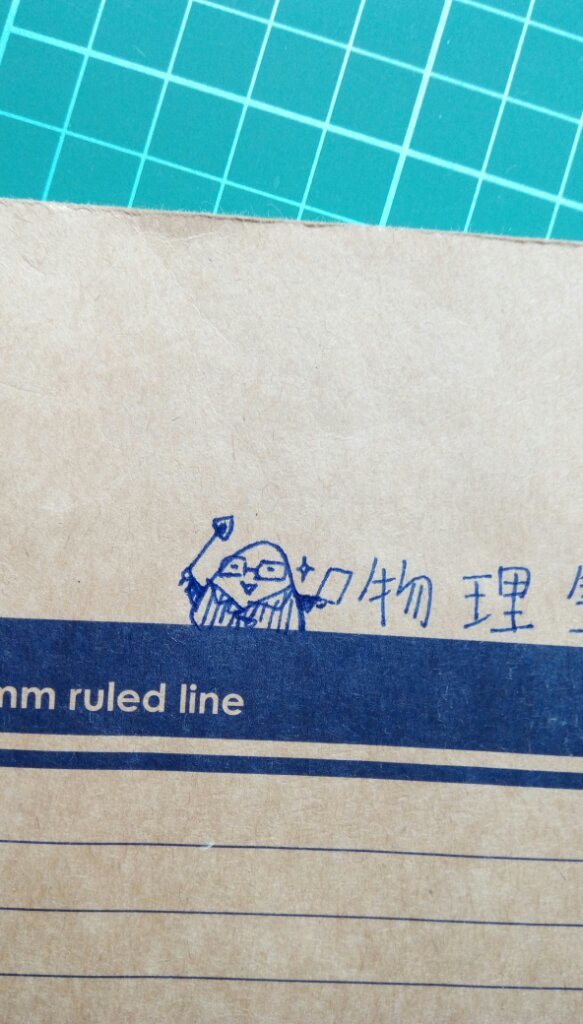 物理
mm ruled line